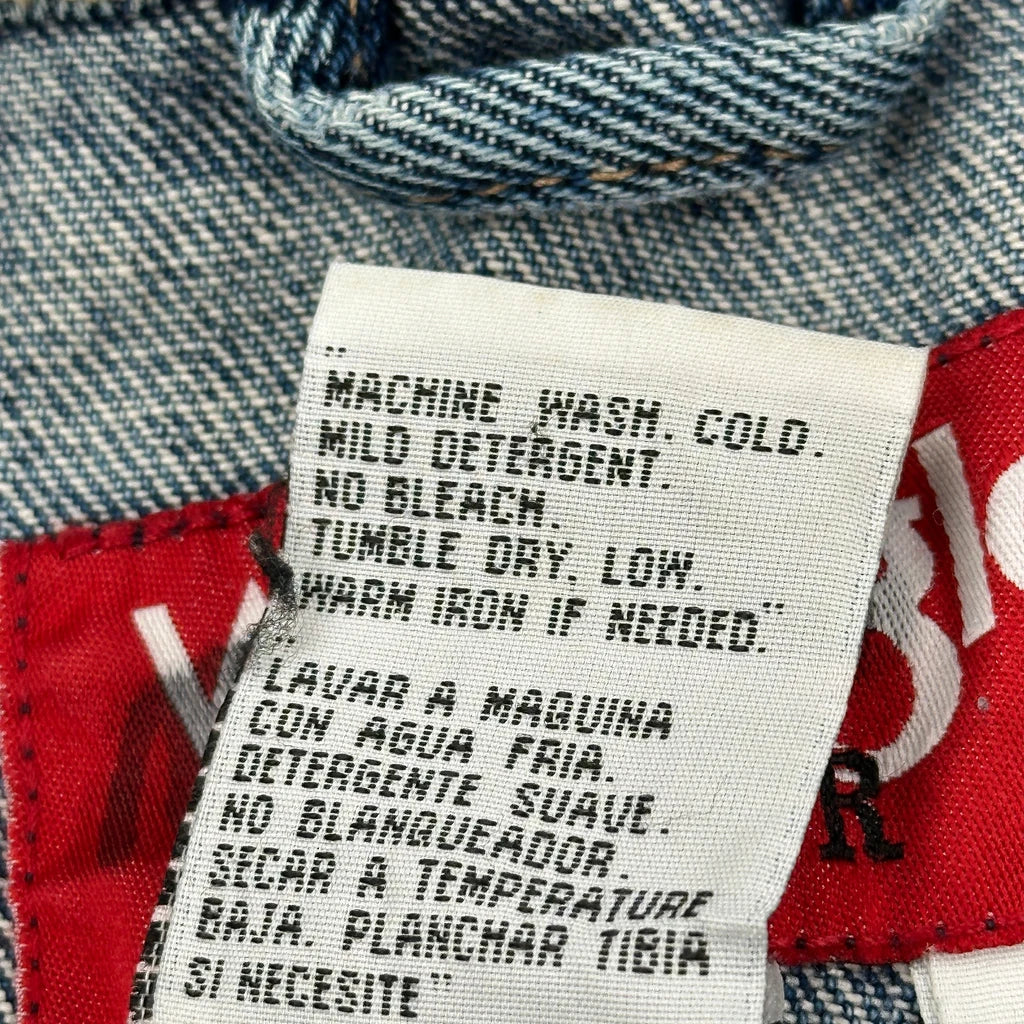 "
MACHINE WASH. COLD.
MILD DETERGENT.
NO BLEACH.
TUMBLE DRY. LOW.
WARM IRON IF NEEDED."
"
LAVAR A MAQUINA
CON AGUA FRIA.
DETERGENTE SUAVE.
NO BLANQUEADOR.
SECAR A TEMPERATURE
BAJA. PLANCHAR TIBIA
SI NECESITE"
R